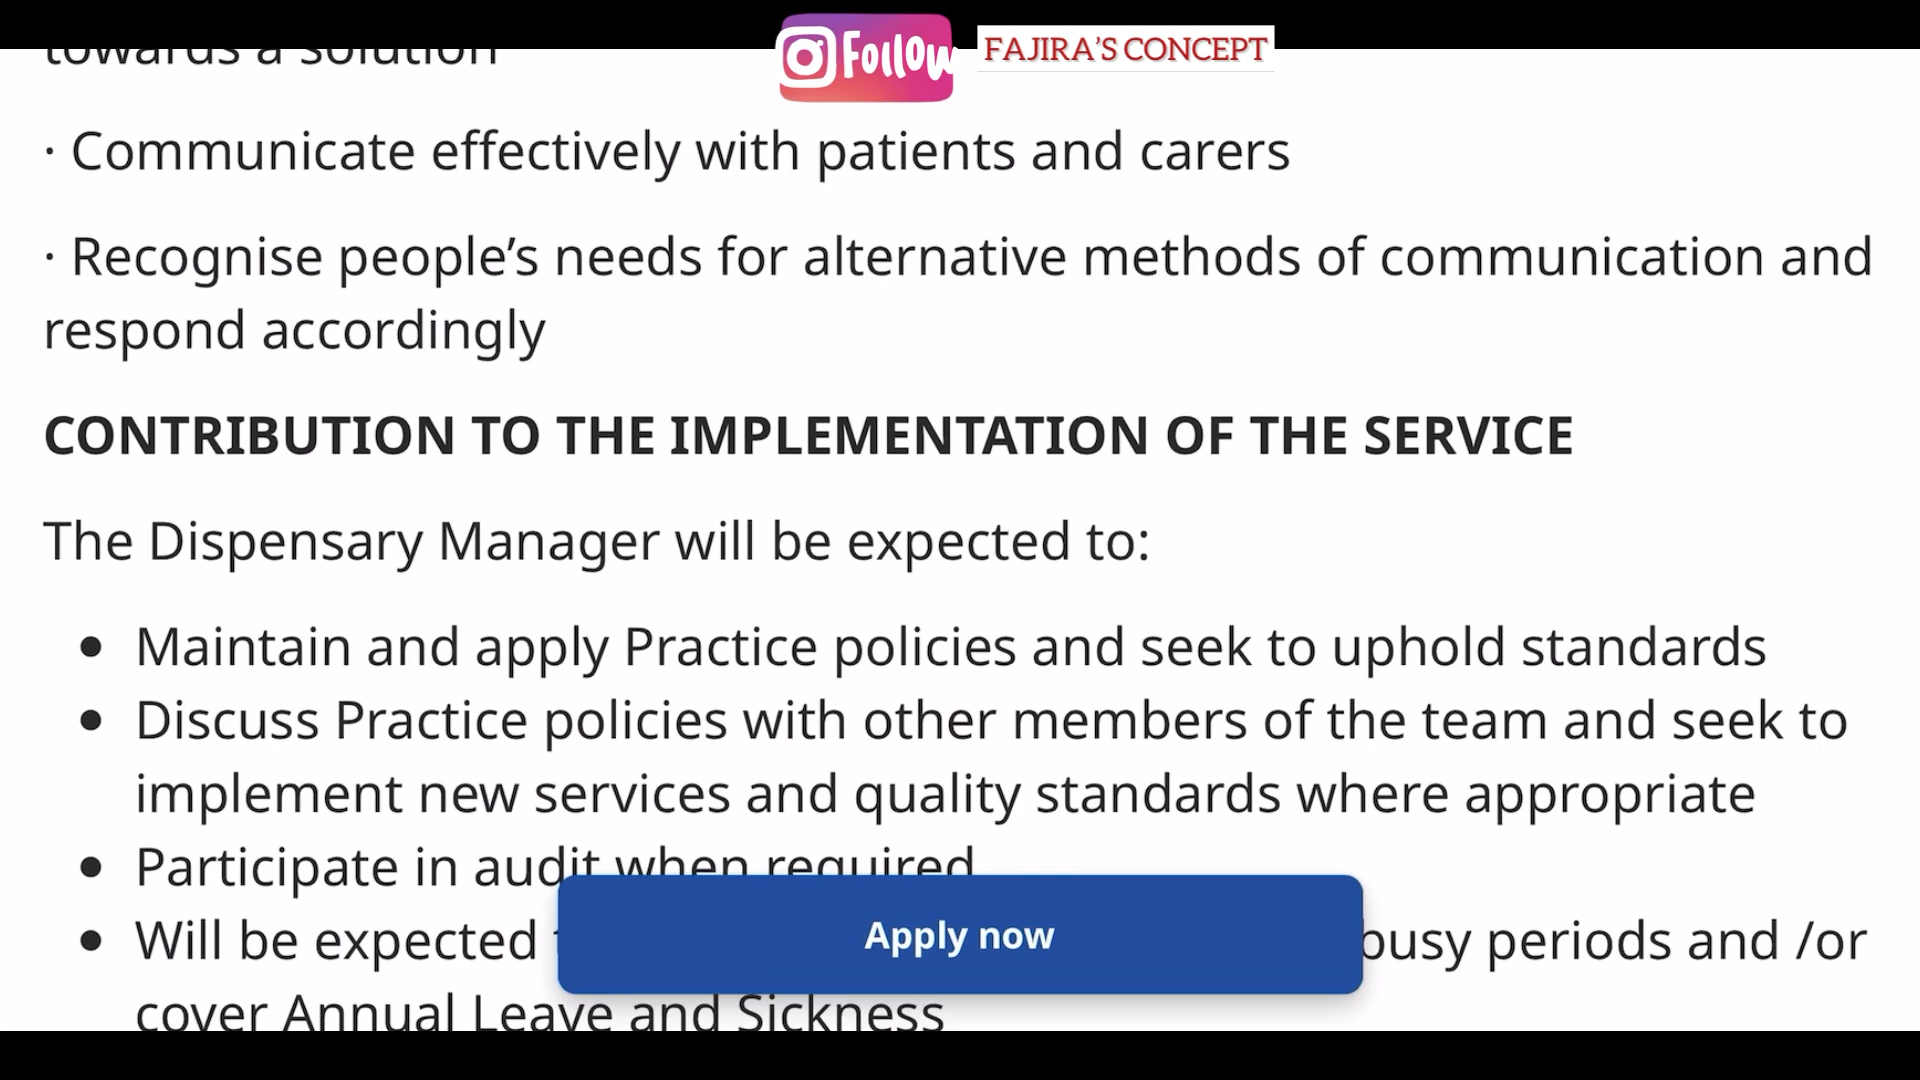 Follow FAJIRA'S CONCEPT
towards a solution
· Communicate effectively with patients and carers
· Recognise people’s needs for alternative methods of communication and
respond accordingly
CONTRIBUTION TO THE IMPLEMENTATION OF THE SERVICE
The Dispensary Manager will be expected to:
• Maintain and apply Practice policies and seek to uphold standards
• Discuss Practice policies with other members of the team and seek to
implement new services and quality standards where appropriate
• Participate in audit when required
• Will be expected busy periods and /or
Apply now
cover Annual Leave and Sickness